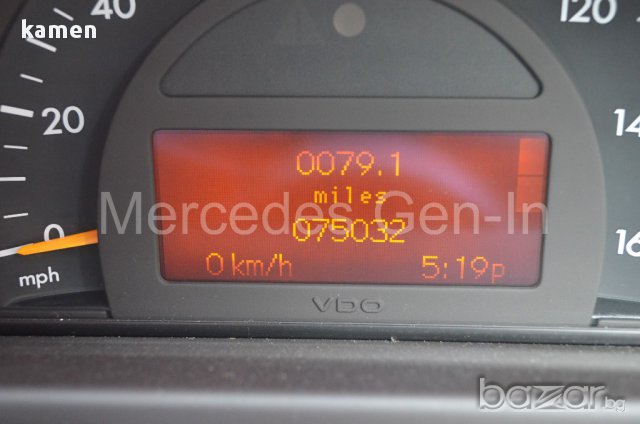 kamen
40
120
20
14
0
16
mph
0079.1
miles
Mercedes Gen-In
075032
0 km/h
5:19p
VDO
bazar.bg